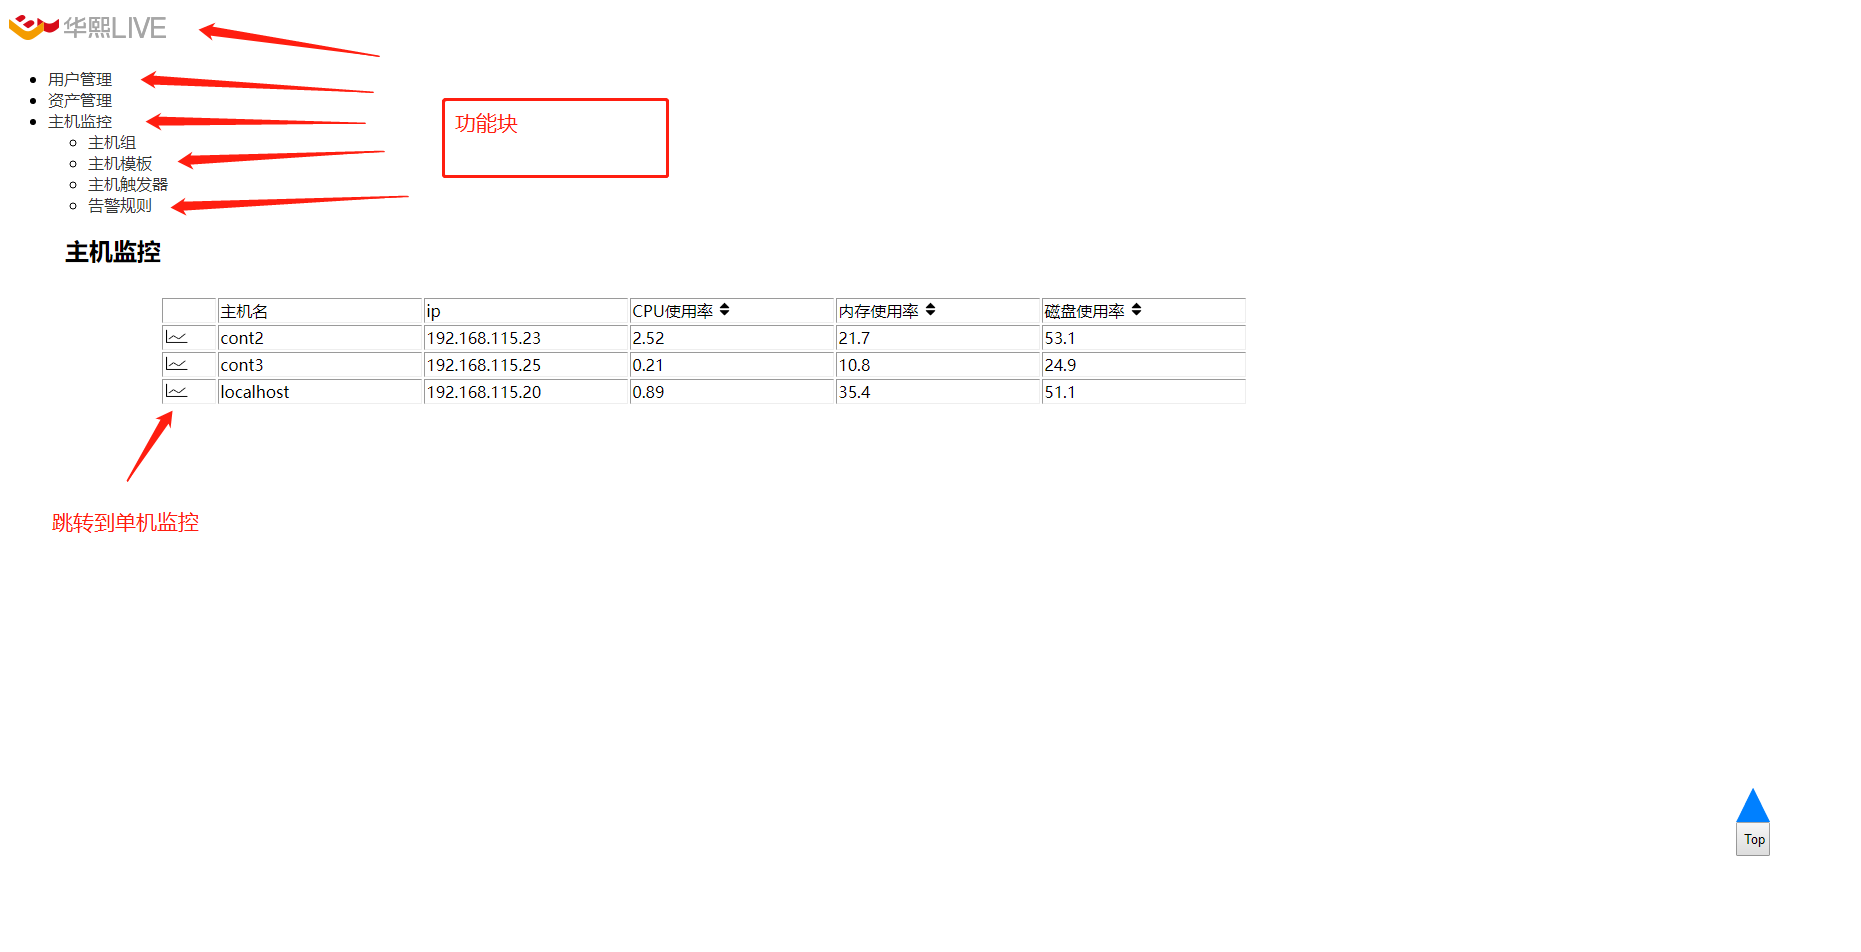 华熙LIVE
用户管理
资产管理
主机监控
主机组
主机模板
主机触发器
告警规则
功能块
主机监控
主机名 ip CPU使用率 内存使用率 磁盘使用率
cont2 192.168.115.23 2.52 21.7 53.1
cont3 192.168.115.25 0.21 10.8 24.9
localhost 192.168.115.20 0.89 35.4 51.1
跳转到单机监控
Top